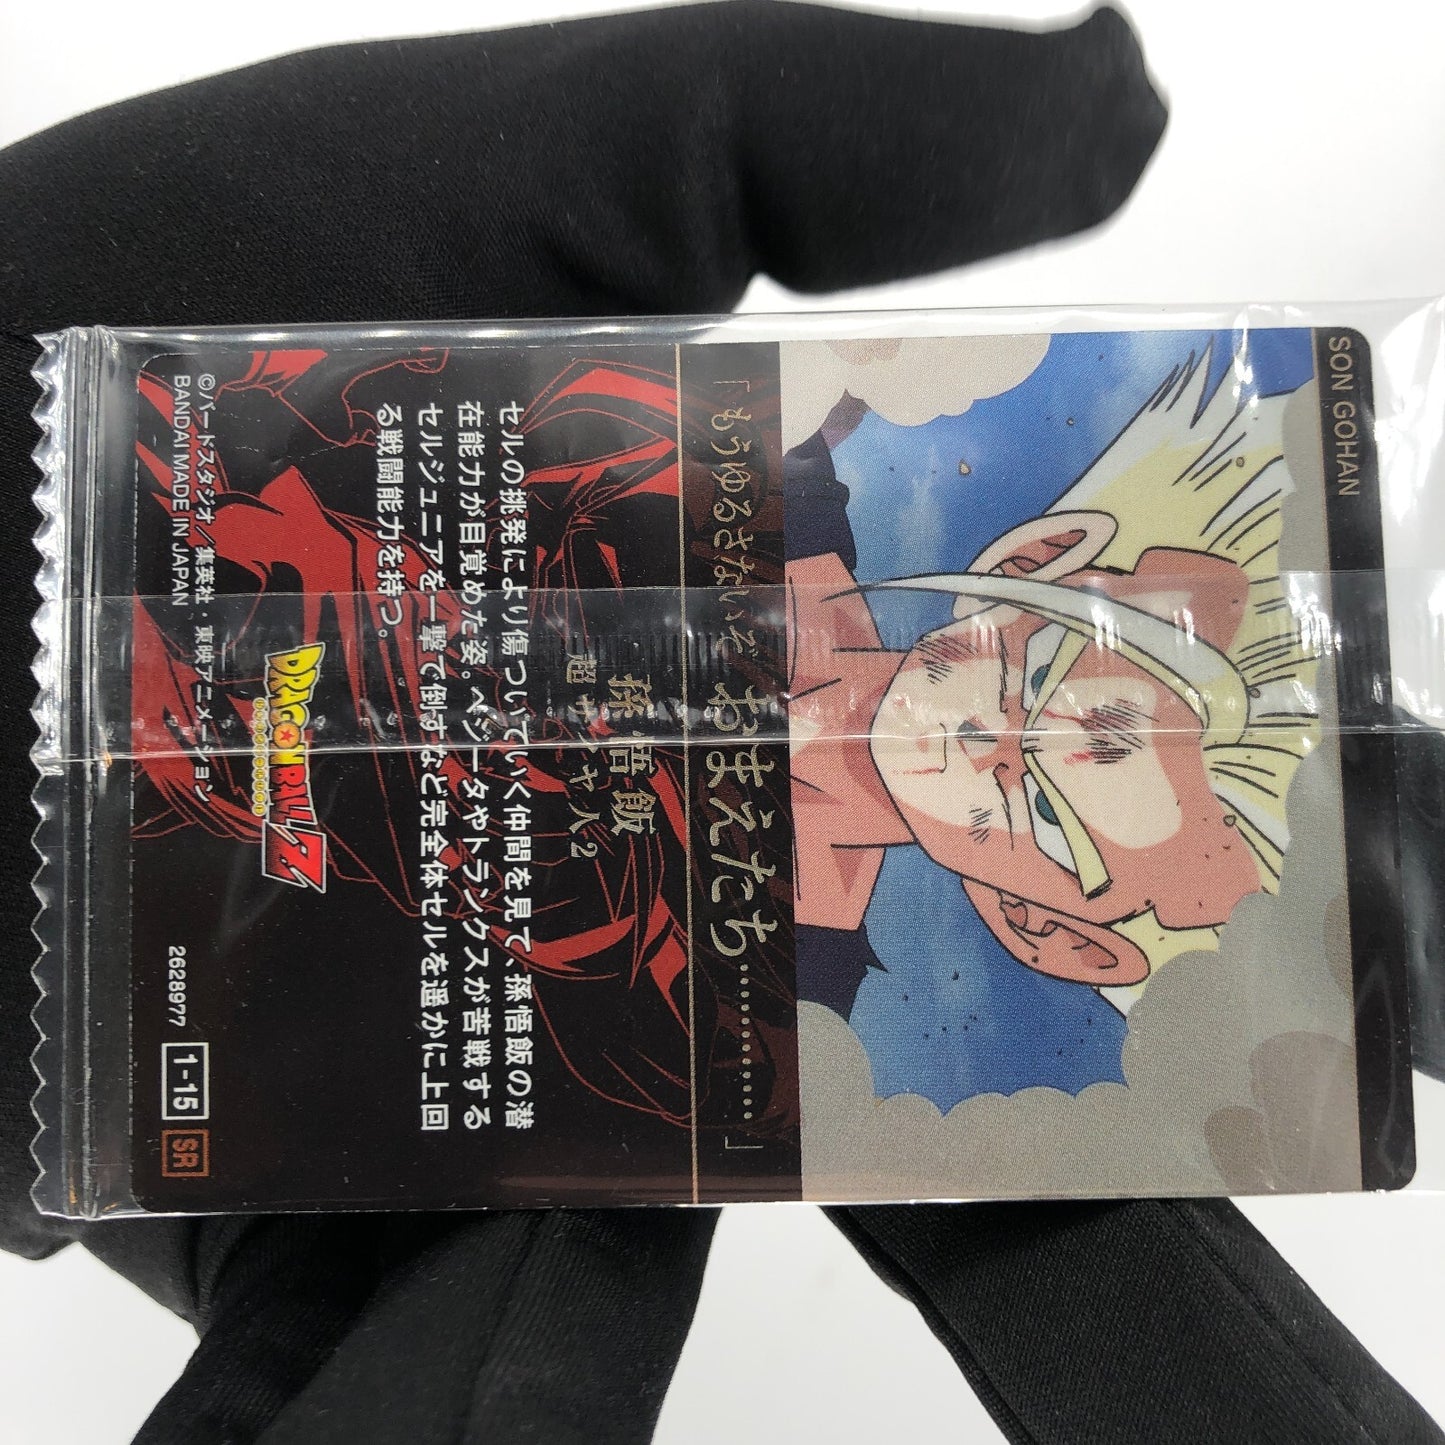 SON GOHAN
「もうゆるさないぞ
おまえたち…………」
孫 悟飯
超サイヤ人2
セルの挑発により傷ついていく仲間を見て、孫悟飯の潜
在能力が目覚めた姿。ベジータやトランクスが苦戦する
セルジュニアを一撃で倒すなど完全体セルを遥かに上回
る戦闘能力を持つ。
DRAGON BALL Z
©バードスタジオ/集英社・東映アニメーション
BANDAI MADE IN JAPAN
2628977 1-15 SR